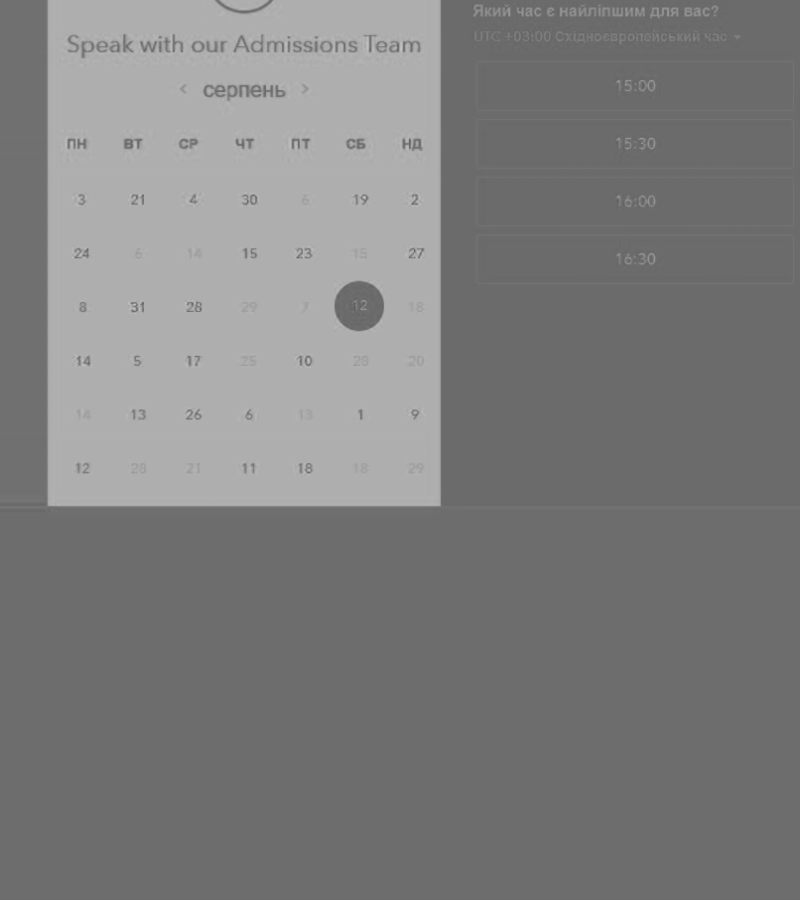 Speak with our Admissions Team
‹ серпень ›
ПН ВТ СР ЧТ ПТ СБ НД
3 21 4 30 6 19 2
24 6 14 15 23 15 27
8 31 28 29 7 12 18
14 5 17 25 10 28 20
14 13 26 6 13 1 9
12 28 21 11 18 18 29
Який час є найліпшим для вас?
UTC +03:00 Східноєвропейський час
15:00
15:30
16:00
16:30